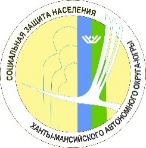 СОЦИАЛЬНАЯ ЗАЩИТА НАСЕЛЕНИЯ
ХАНТЫ-МАНСИЙСКОГО АВТОНОМНОГО ОКРУГА-ЮГРЫ